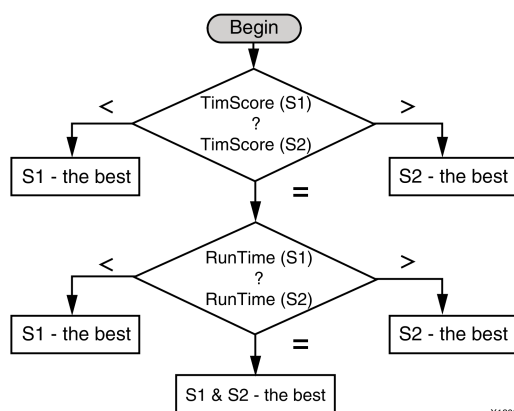 Begin
TimScore (S1)
?
TimScore (S2)
<
>
S1 - the best
S2 - the best
=
RunTime (S1)
?
RunTime (S2)
<
>
S1 - the best
S2 - the best
=
S1 & S2 - the best